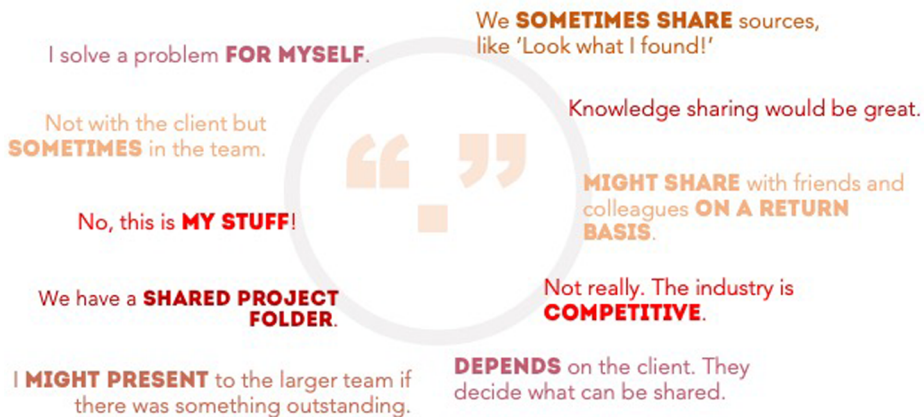 I solve a problem FOR MYSELF.
Not with the client but
SOMETIMES in the team.
No, this is MY STUFF!
We have a SHARED PROJECT
FOLDER.
I MIGHT PRESENT to the larger team if
there was something outstanding.
“ ”
We SOMETIMES SHARE sources,
like ‘Look what I found!’
Knowledge sharing would be great.
MIGHT SHARE with friends and
colleagues ON A RETURN
BASIS.
Not really. The industry is
COMPETITIVE.
DEPENDS on the client. They
decide what can be shared.